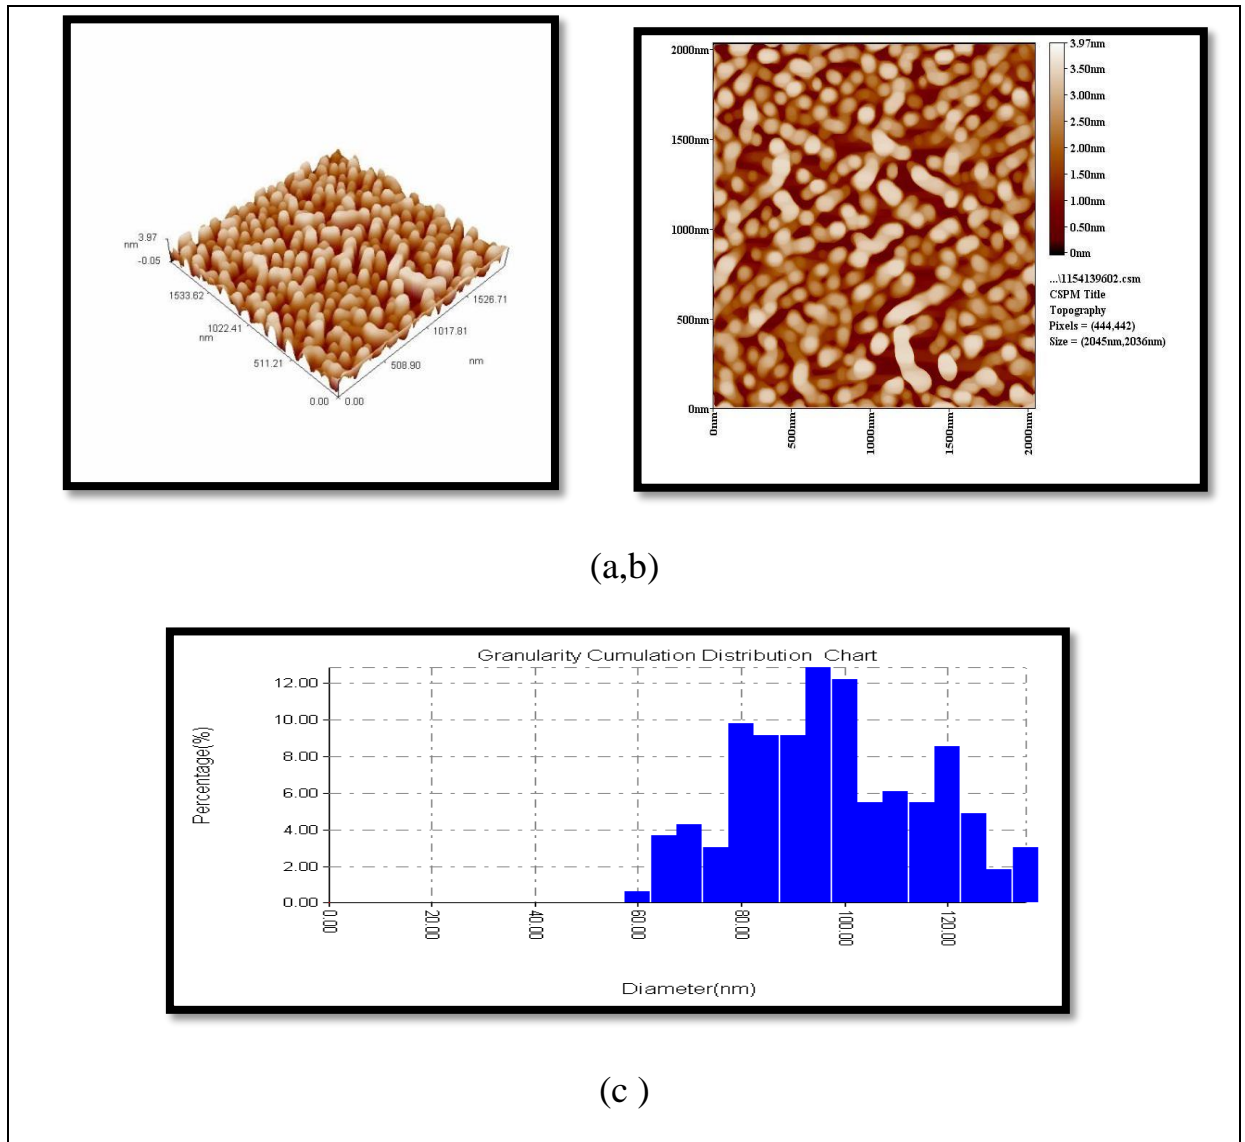 3.97
nm
-0.05
1533.62
1022.41
nm
511.21
0.00
0.00
508.90
1017.81
nm
1526.71
2000nm
1500nm
1000nm
500nm
0nm
0nm
500nm
1000nm
1500nm
2000nm
3.97nm
3.50nm
3.00nm
2.50nm
2.00nm
1.50nm
1.00nm
0.50nm
0nm
...\1154139602.csm
CSPM Title
Topography
Pixels = (444,442)
Size = (2045nm,2036nm)
(a,b)
Granularity Cumulation Distribution Chart
Percentage(%)
12.00
10.00
8.00
6.00
4.00
2.00
0.00
0.00
20.00
40.00
60.00
80.00
100.00
120.00
Diameter(nm)
(c )